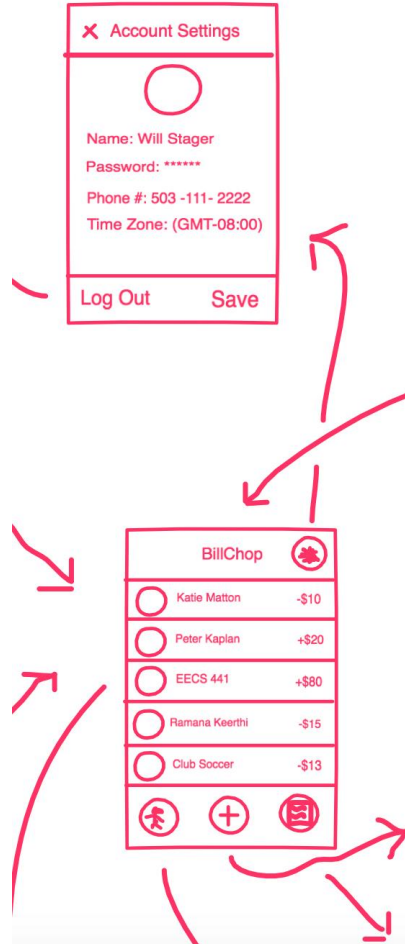 X Account Settings
Name: Will Stager
Password: ******
Phone #: 503 -111- 2222
Time Zone: (GMT-08:00)
Log Out Save
BillChop
Katie Matton -$10
Peter Kaplan +$20
EECS 441 +$80
Ramana Keerthi -$15
Club Soccer -$13
+